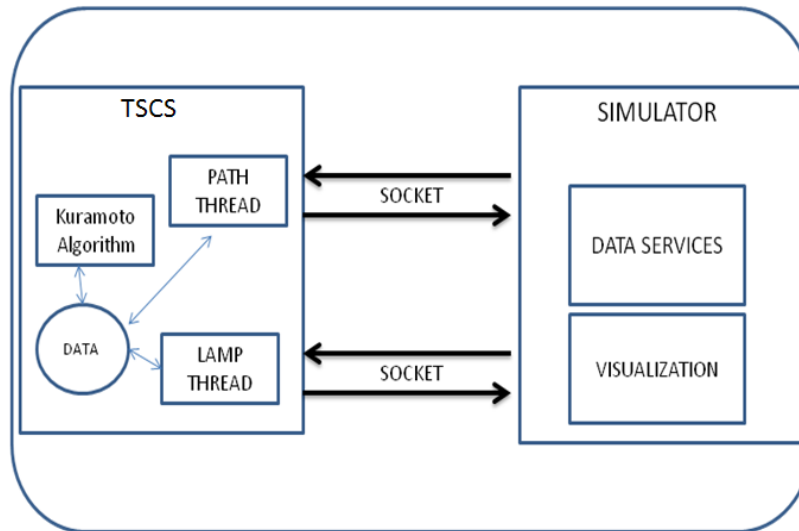 TSCS
PATH
THREAD
Kuramoto
Algorithm
DATA
LAMP
THREAD
SOCKET
SOCKET
SIMULATOR
DATA SERVICES
VISUALIZATION